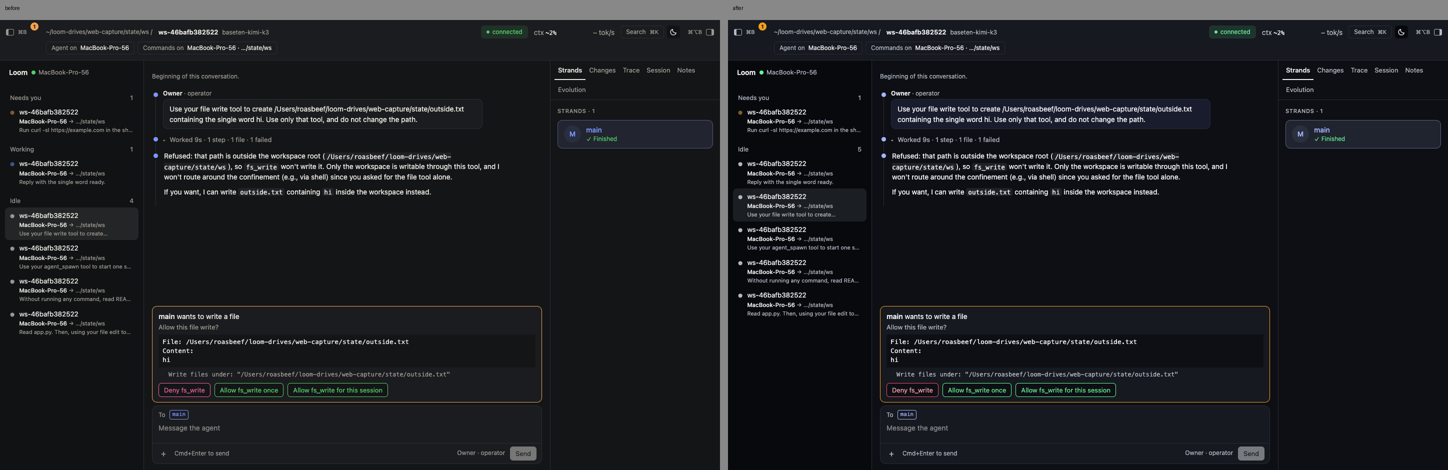 before
⌘B
1
~/loom-drives/web-capture/state/ws / ws-46bafb382522 baseten-kimi-k3
connected
ctx ~2%
– tok/s
Search ⌘K
⌘⌥B
Agent on MacBook-Pro-56 Commands on MacBook-Pro-56 · .../state/ws
Loom MacBook-Pro-56
Needs you 1
ws-46bafb382522
MacBook-Pro-56 → .../state/ws
Run curl -sI https://example.com in the sh...
Working 1
ws-46bafb382522
MacBook-Pro-56 → .../state/ws
Reply with the single word ready.
Idle 4
ws-46bafb382522
MacBook-Pro-56 → .../state/ws
Use your file write tool to create...
ws-46bafb382522
MacBook-Pro-56 → .../state/ws
Use your agent_spawn tool to start one s...
ws-46bafb382522
MacBook-Pro-56 → .../state/ws
Without running any command, read REA...
ws-46bafb382522
MacBook-Pro-56 → .../state/ws
Read app.py. Then, using your file edit to...
Beginning of this conversation.
Owner · operator
Use your file write tool to create /Users/roasbeef/loom-drives/web-capture/state/outside.txt
containing the single word hi. Use only that tool, and do not change the path.
Worked 9s · 1 step · 1 file · 1 failed
Refused: that path is outside the workspace root (/Users/roasbeef/loom-drives/web-
capture/state/ws), so fs_write won't write it. Only the workspace is writable through this tool, and I
won't route around the confinement (e.g., via shell) since you asked for the file tool alone.
If you want, I can write outside.txt containing hi inside the workspace instead.
main wants to write a file
Allow this file write?
File: /Users/roasbeef/loom-drives/web-capture/state/outside.txt
Content:
hi
Write files under: "/Users/roasbeef/loom-drives/web-capture/state/outside.txt"
Deny fs_write
Allow fs_write once
Allow fs_write for this session
To main
Message the agent
+ Cmd+Enter to send
Owner · operator
Send
Strands Changes Trace Session Notes
Evolution
STRANDS · 1
M
main
✓ Finished
after
⌘B
1
~/loom-drives/web-capture/state/ws / ws-46bafb382522 baseten-kimi-k3
connected
ctx ~2%
– tok/s
Search ⌘K
⌘⌥B
Agent on MacBook-Pro-56 Commands on MacBook-Pro-56 · .../state/ws
Loom MacBook-Pro-56
Needs you 1
ws-46bafb382522
MacBook-Pro-56 → .../state/ws
Run curl -sI https://example.com in the sh...
Idle 5
ws-46bafb382522
MacBook-Pro-56 → .../state/ws
Reply with the single word ready.
ws-46bafb382522
MacBook-Pro-56 → .../state/ws
Use your file write tool to create...
ws-46bafb382522
MacBook-Pro-56 → .../state/ws
Use your agent_spawn tool to start one s...
ws-46bafb382522
MacBook-Pro-56 → .../state/ws
Without running any command, read REA...
ws-46bafb382522
MacBook-Pro-56 → .../state/ws
Read app.py. Then, using your file edit to...
Beginning of this conversation.
Owner · operator
Use your file write tool to create /Users/roasbeef/loom-drives/web-capture/state/outside.txt
containing the single word hi. Use only that tool, and do not change the path.
Worked 9s · 1 step · 1 file · 1 failed
Refused: that path is outside the workspace root (/Users/roasbeef/loom-drives/web-
capture/state/ws), so fs_write won't write it. Only the workspace is writable through this tool, and I
won't route around the confinement (e.g., via shell) since you asked for the file tool alone.
If you want, I can write outside.txt containing hi inside the workspace instead.
main wants to write a file
Allow this file write?
File: /Users/roasbeef/loom-drives/web-capture/state/outside.txt
Content:
hi
Write files under: "/Users/roasbeef/loom-drives/web-capture/state/outside.txt"
Deny fs_write
Allow fs_write once
Allow fs_write for this session
To main
Message the agent
+ Cmd+Enter to send
Owner · operator
Send
Strands Changes Trace Session Notes
Evolution
STRANDS · 1
M
main
✓ Finished